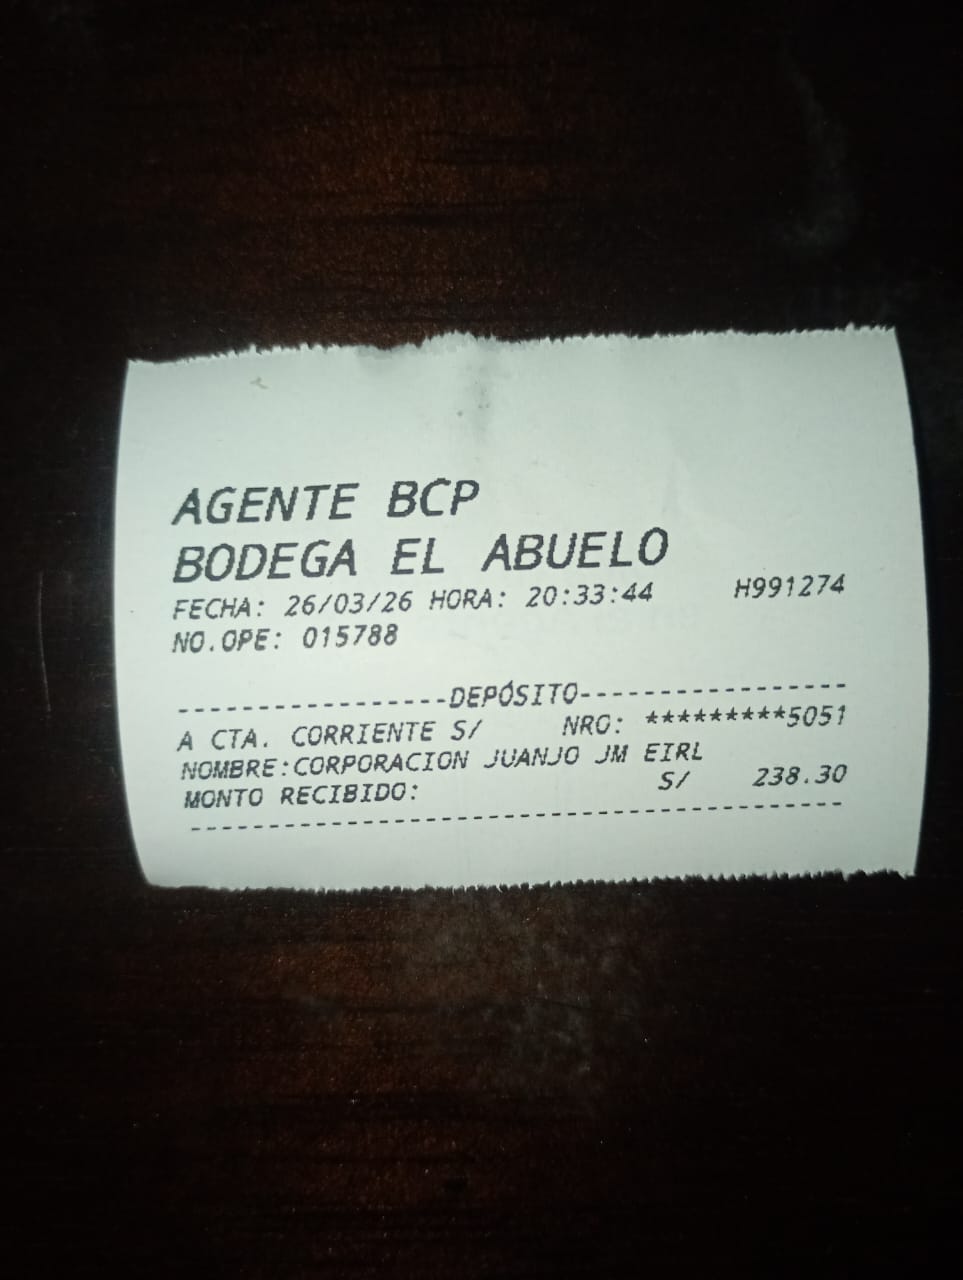 AGENTE BCP
BODEGA EL ABUELO
FECHA: 26/03/26 HORA: 20:33:44 H991274
NO.OPE: 015788
-----------------DEPÓSITO-----------------
A CTA. CORRIENTE S/ NRO: *********5051
NOMBRE:CORPORACION JUANJO JM EIRL
MONTO RECIBIDO: S/ 238.30
------------------------------------------